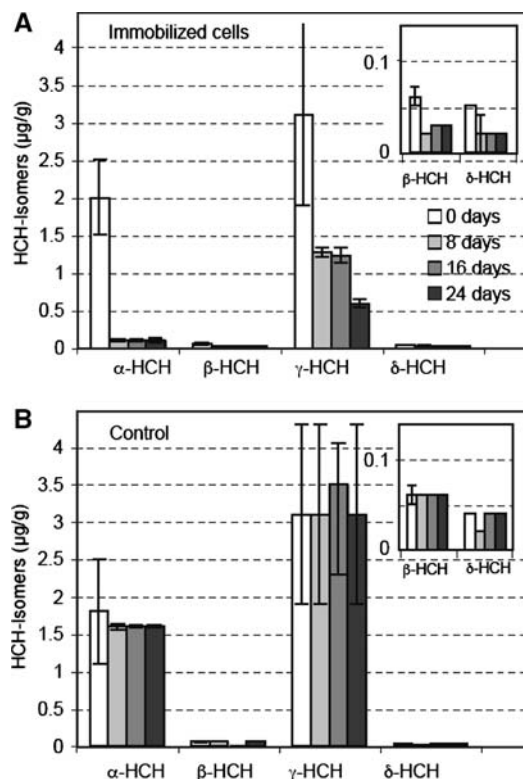 A
Immobilized cells
HCH-Isomers (µg/g)
4
3.5
3
2.5
2
1.5
1
0.5
0
α-HCH
β-HCH
γ-HCH
δ-HCH
0.1
0
β-HCH
δ-HCH
0 days
8 days
16 days
24 days
B
Control
HCH-Isomers (µg/g)
4
3.5
3
2.5
2
1.5
1
0.5
0
α-HCH
β-HCH
γ-HCH
δ-HCH
0.1
0
β-HCH
δ-HCH